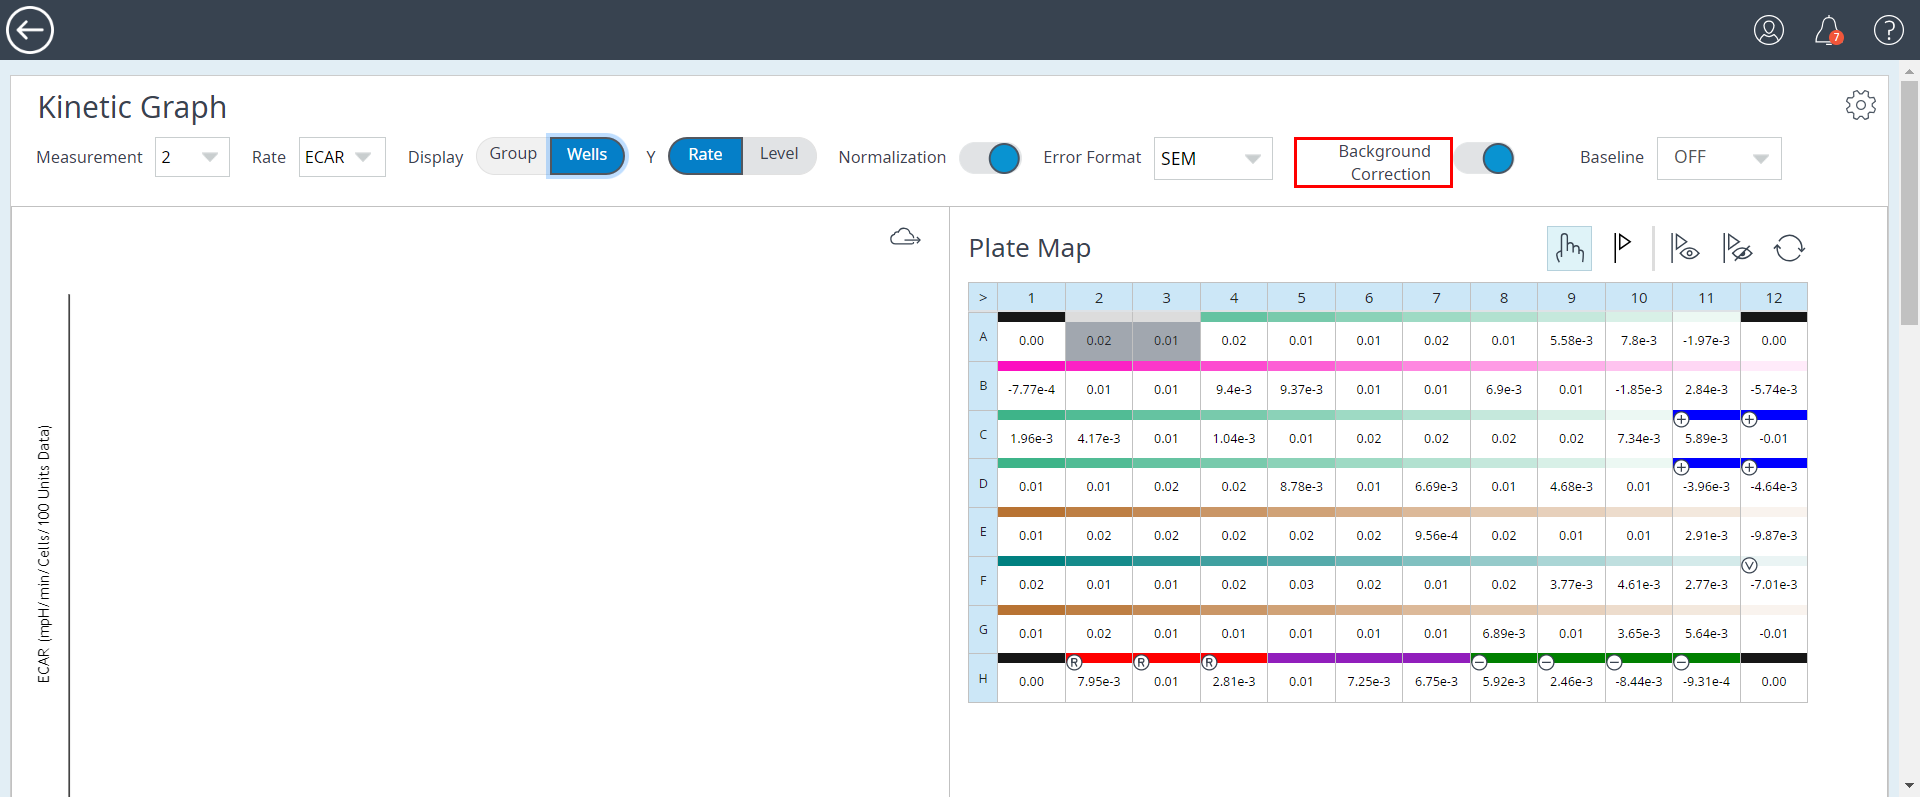 7
?
Kinetic Graph
Measurement 2 Rate ECAR Display Group Wells Y Rate Level Normalization Error Format SEM Background Correction Baseline OFF
ECAR (mpH/min/Cells/100 Units Data)
Plate Map
> 1 2 3 4 5 6 7 8 9 10 11 12
A 0.00 0.02 0.01 0.02 0.01 0.01 0.02 0.01 5.58e-3 7.8e-3 -1.97e-3 0.00
B -7.77e-4 0.01 0.01 9.4e-3 9.37e-3 0.01 0.01 6.9e-3 0.01 -1.85e-3 2.84e-3 -5.74e-3
+ +
C 1.96e-3 4.17e-3 0.01 1.04e-3 0.01 0.02 0.02 0.02 0.02 7.34e-3 5.89e-3 -0.01
+ +
D 0.01 0.01 0.02 0.02 8.78e-3 0.01 6.69e-3 0.01 4.68e-3 0.01 -3.96e-3 -4.64e-3
E 0.01 0.02 0.02 0.02 0.02 0.02 9.56e-4 0.02 0.01 0.01 2.91e-3 -9.87e-3
V
F 0.02 0.01 0.01 0.02 0.03 0.02 0.01 0.02 3.77e-3 4.61e-3 2.77e-3 -7.01e-3
G 0.01 0.02 0.01 0.01 0.01 0.01 0.01 6.89e-3 0.01 3.65e-3 5.64e-3 -0.01
R R R − − − −
H 0.00 7.95e-3 0.01 2.81e-3 0.01 7.25e-3 6.75e-3 5.92e-3 2.46e-3 -8.44e-3 -9.31e-4 0.00